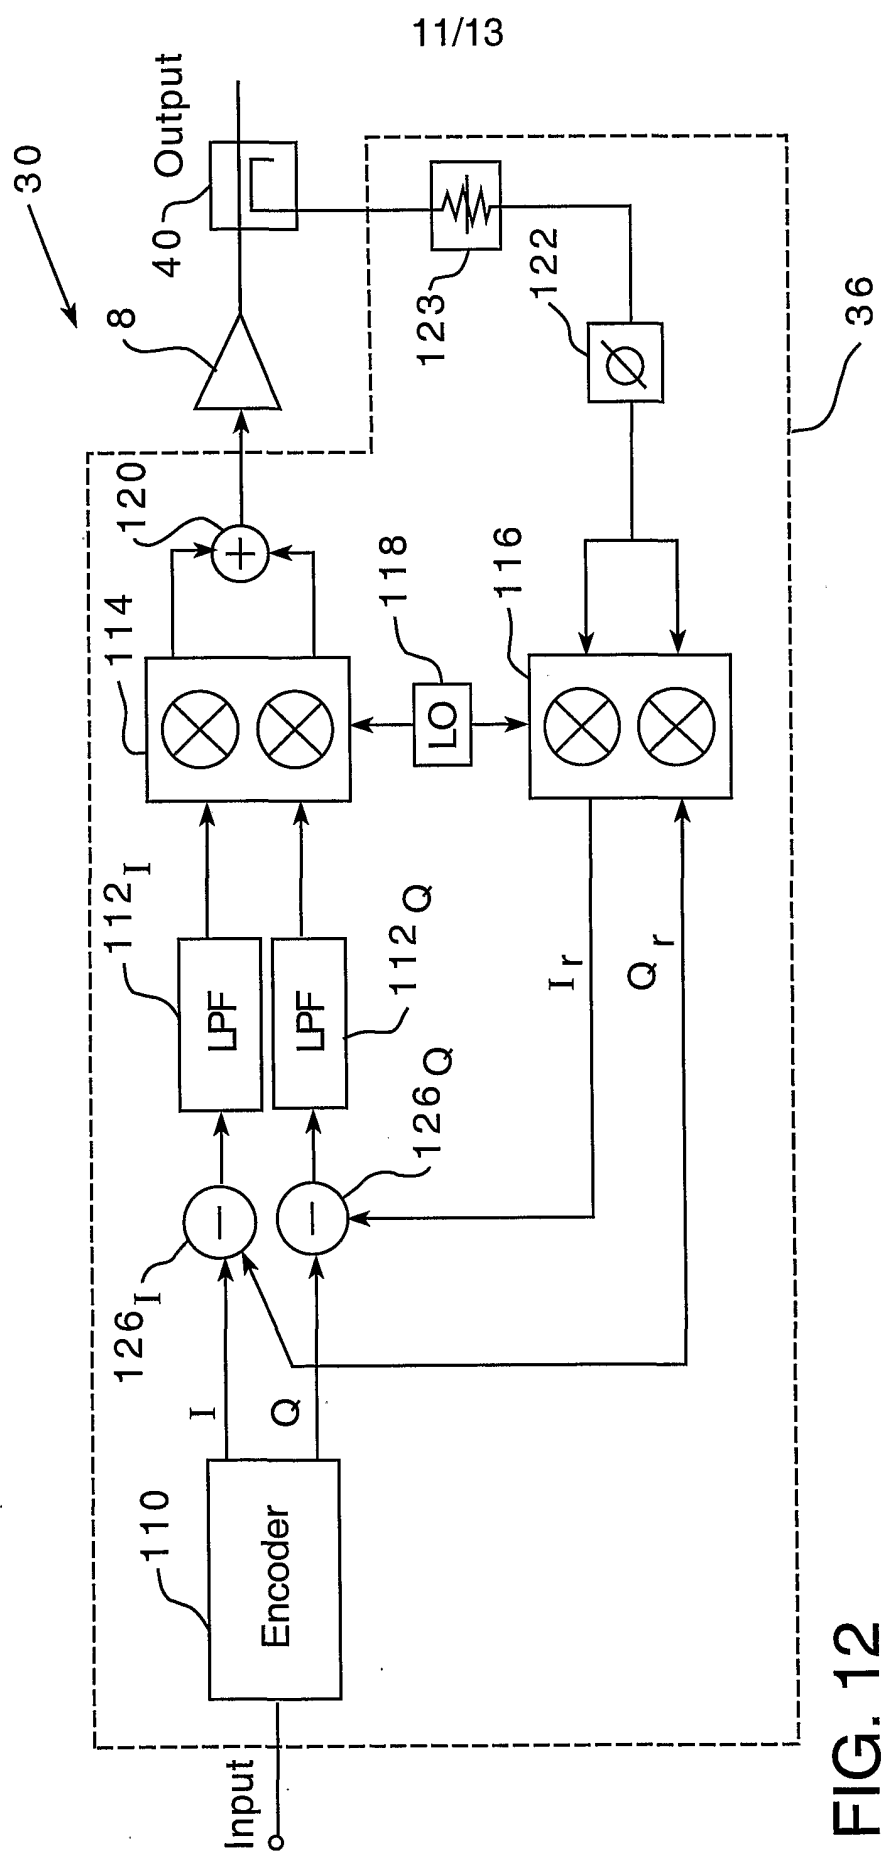 11/13
30
Output
40
8
123
122
36
120
114
118
LO
116
112I
LPF
LPF
112Q
Ir
Qr
126I
126Q
I
Q
110
Encoder
Input
FIG. 12